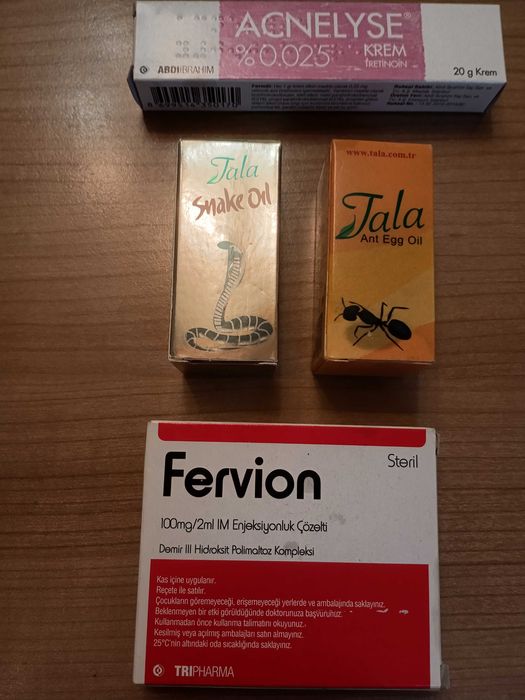 ACNELYSE®
%0.025 KREM
TRETINOIN
ABDİ İBRAHİM
20 g Krem
www.tala.com.tr
Tala
Snake Oil
Tala
Ant Egg Oil
Fervion
Steril
100mg/2ml IM Enjeksiyonluk Çözelti
Demir III Hidroksit Polimaltoz Kompleksi
Kas içine uygulanır.
Reçete ile satılır.
Çocukların göremeyeceği, erişemeyeceği yerlerde ve ambalajında saklayınız.
Beklenmeyen bir etki görüldüğünde doktorunuza başvuruhuz.
Kullanmadan önce kullanma talimatını okuyunuz.
Kesilmiş veya açılmış ambalajları satın almayınız.
25°C'nin altındaki oda sıcaklığında saklayınız.
TRIPHARMA